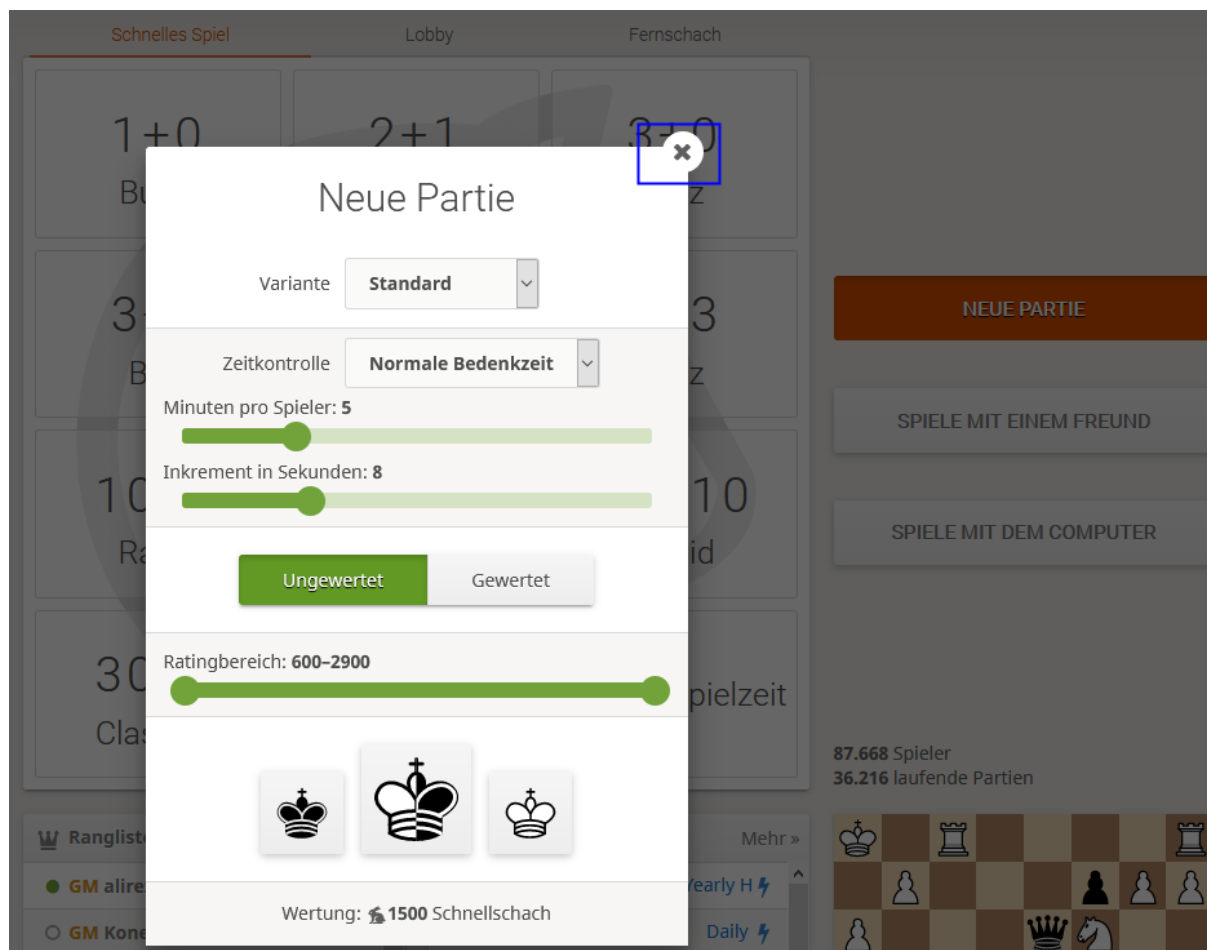 Schnelles Spiel Lobby Fernschach
1+0 2+1 3+0
Neue Partie
Variante Standard
Zeitkontrolle Normale Bedenkzeit
Minuten pro Spieler: 5
Inkrement in Sekunden: 8
Ungewertet Gewertet
Ratingbereich: 600–2900
Wertung: 1500 Schnellschach
NEUE PARTIE
SPIELE MIT EINEM FREUND
SPIELE MIT DEM COMPUTER
87.668 Spieler
36.216 laufende Partien
Mehr »
GM
Yearly H
GM
Daily